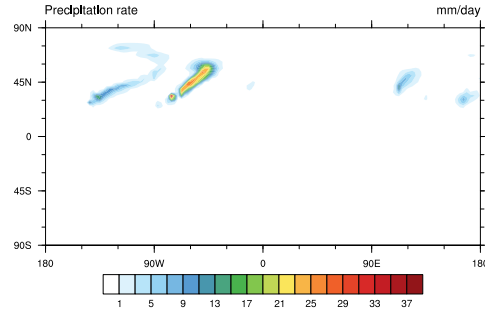 Precipitation rate mm/day
90N
45N
0
45S
90S
180 90W 0 90E 180
1 5 9 13 17 21 25 29 33 37